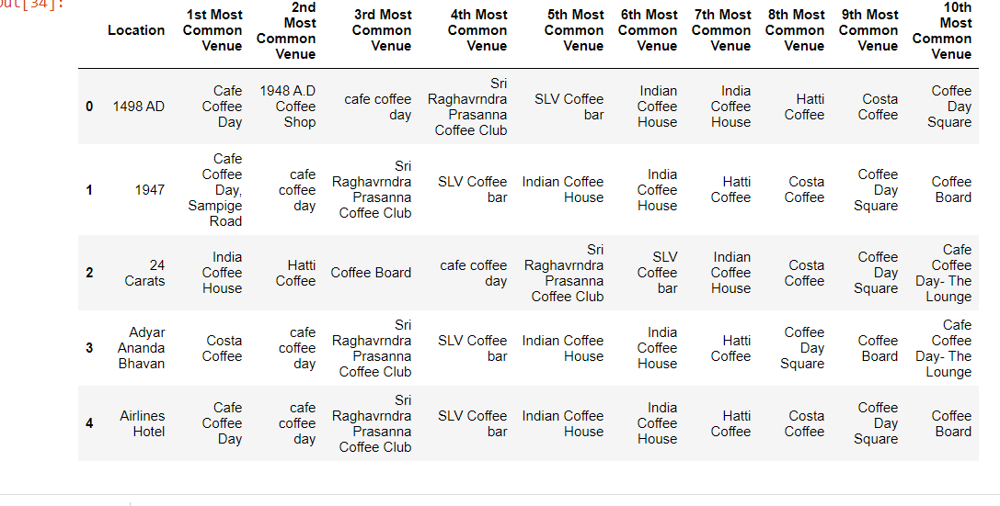 Out[34]:
Location 1st Most Common Venue 2nd Most Common Venue 3rd Most Common Venue 4th Most Common Venue 5th Most Common Venue 6th Most Common Venue 7th Most Common Venue 8th Most Common Venue 9th Most Common Venue 10th Most Common Venue
0 1498 AD Cafe Coffee Day 1948 A.D Coffee Shop cafe coffee day Sri Raghavrndra Prasanna Coffee Club SLV Coffee bar Indian Coffee House India Coffee House Hatti Coffee Costa Coffee Coffee Day Square
1 1947 Cafe Coffee Day, Sampige Road cafe coffee day Sri Raghavrndra Prasanna Coffee Club SLV Coffee bar Indian Coffee House India Coffee House Hatti Coffee Costa Coffee Coffee Day Square Coffee Board
2 24 Carats India Coffee House Hatti Coffee Coffee Board cafe coffee day Sri Raghavrndra Prasanna Coffee Club SLV Coffee bar Indian Coffee House Costa Coffee Coffee Day Square Cafe Coffee Day- The Lounge
3 Adyar Ananda Bhavan Costa Coffee cafe coffee day Sri Raghavrndra Prasanna Coffee Club SLV Coffee bar Indian Coffee House India Coffee House Hatti Coffee Coffee Day Square Coffee Board Cafe Coffee Day- The Lounge
4 Airlines Hotel Cafe Coffee Day cafe coffee day Sri Raghavrndra Prasanna Coffee Club SLV Coffee bar Indian Coffee House India Coffee House Hatti Coffee Costa Coffee Coffee Day Square Coffee Board